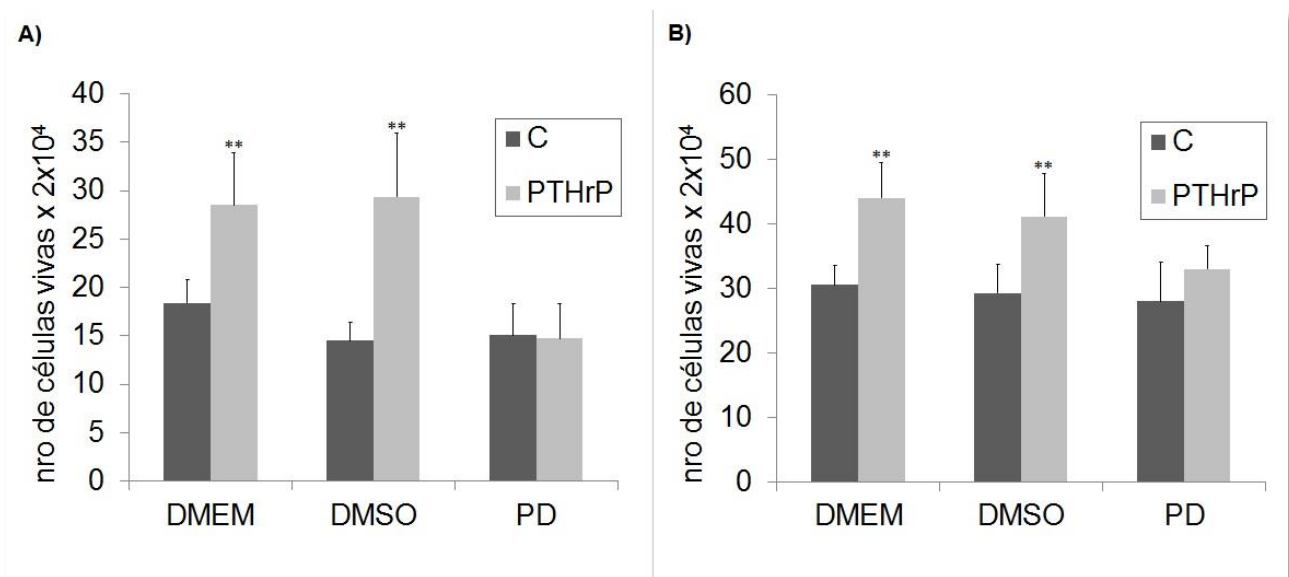 A)
nro de células vivas x 2x10⁴
40
35
30
25
20
15
10
5
0
**
**
C
PTHrP
DMEM
DMSO
PD
B)
nro de células vivas x 2x10⁴
60
50
40
30
20
10
0
**
**
C
PTHrP
DMEM
DMSO
PD